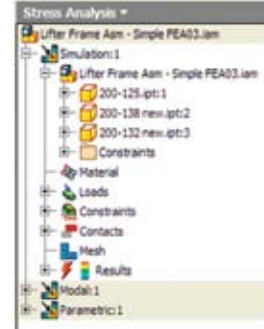 Stress Analysis
Lifter Frame Asm - Simple FEA03.iam
Simulation:1
Lifter Frame Asm - Simple FEA03.iam
200-125.ipt:1
200-138 new.ipt:2
200-132 new.ipt:3
Constraints
Material
Loads
Constraints
Contacts
Mesh
Results
Modal:1
Parametric:1